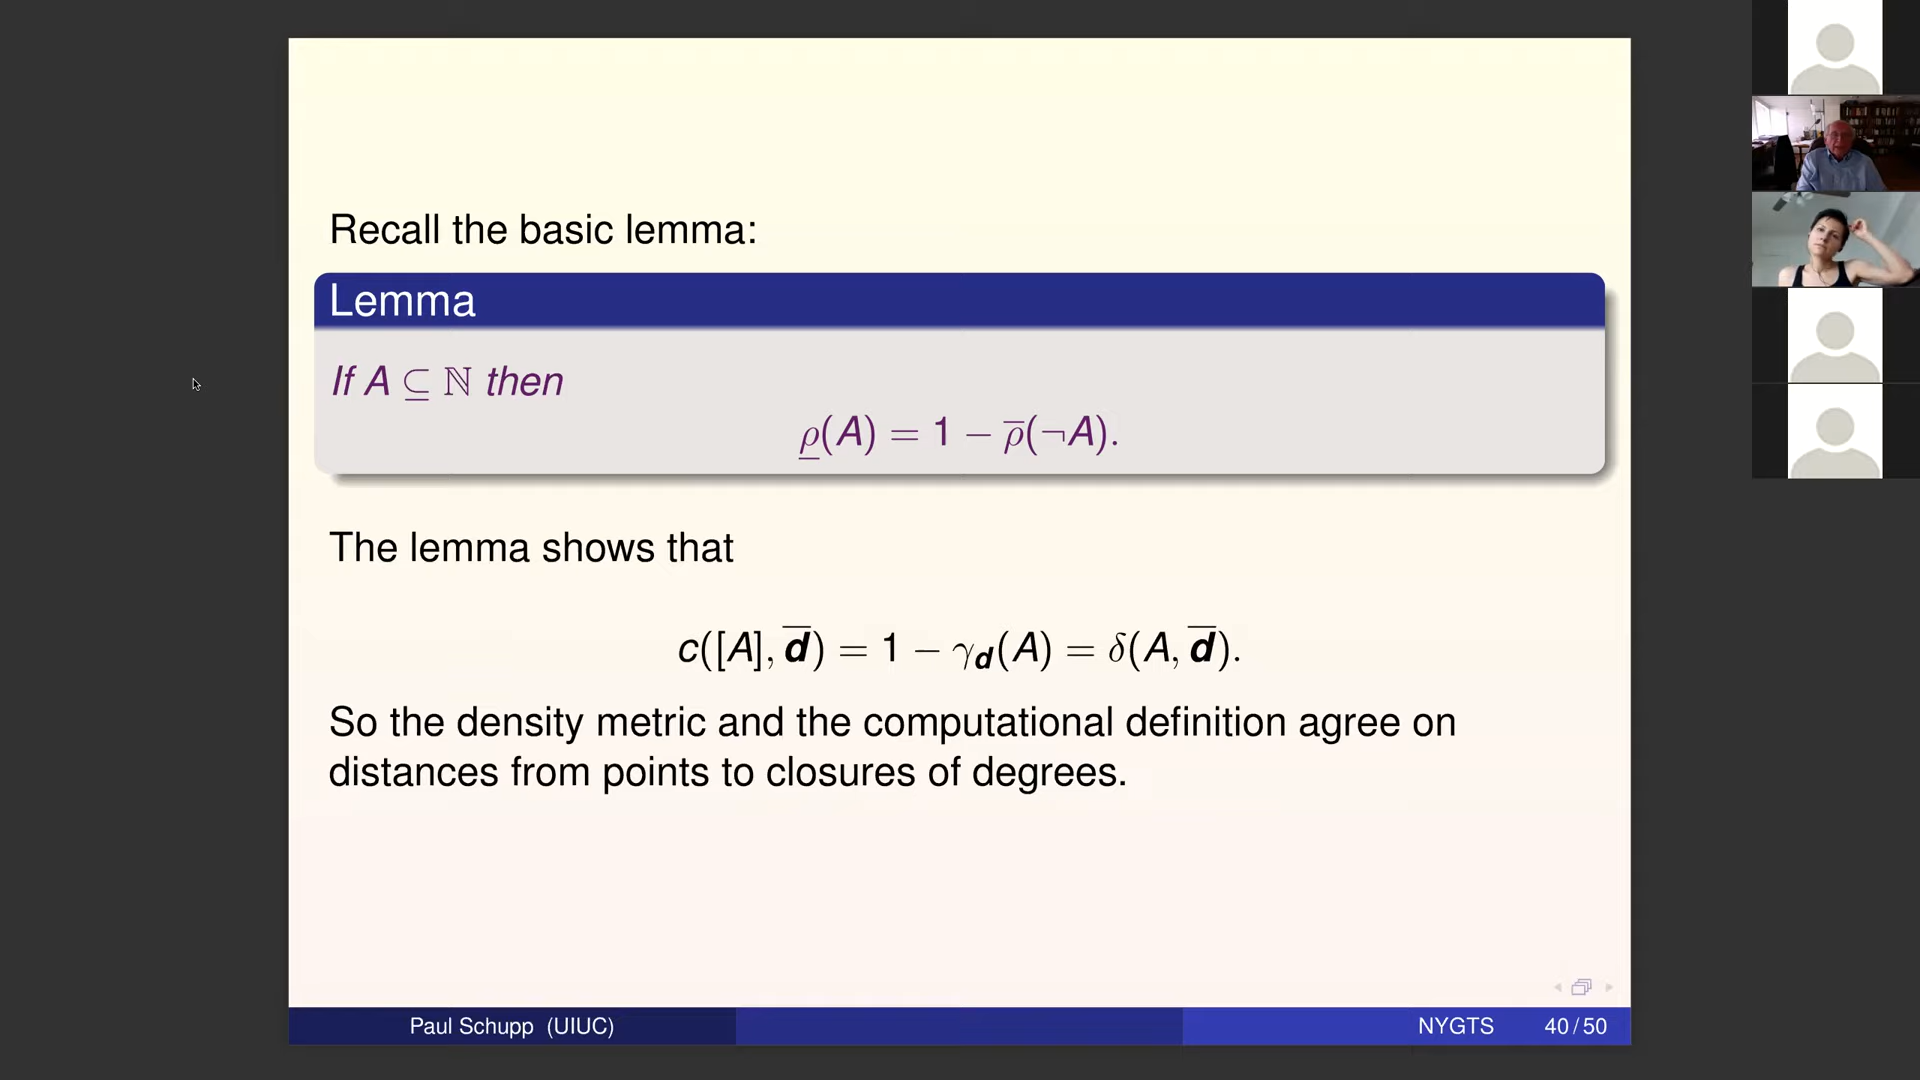 Recall the basic lemma:
Lemma
If A ⊆ ℕ then
ρ̲(A) = 1 − ρ̅(¬A).
The lemma shows that
c([A], d̅) = 1 − γ_d(A) = δ(A, d̅).
So the density metric and the computational definition agree on
distances from points to closures of degrees.
Paul Schupp (UIUC)
NYGTS
40 / 50